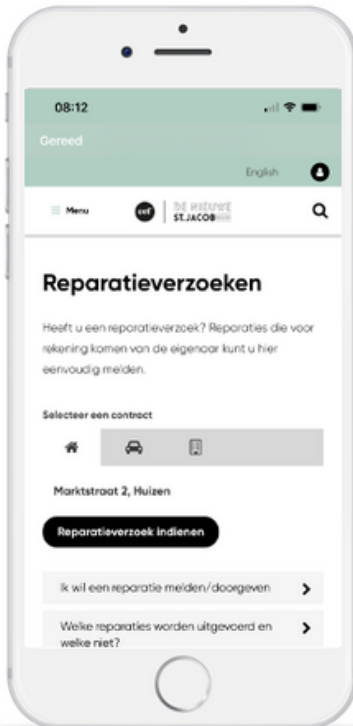 08:12
Gereed
English
Menu
eef
DE NIEUWE
ST.JACOB
Reparatieverzoeken
Heeft u een reparatieverzoek? Reparaties die voor
rekening komen van de eigenaar kunt u hier
eenvoudig melden.
Selecteer een contract
Marktstraat 2, Huizen
Reparatieverzoek indienen
Ik wil een reparatie melden/doorgeven
Welke reparaties worden uitgevoerd en
welke niet?